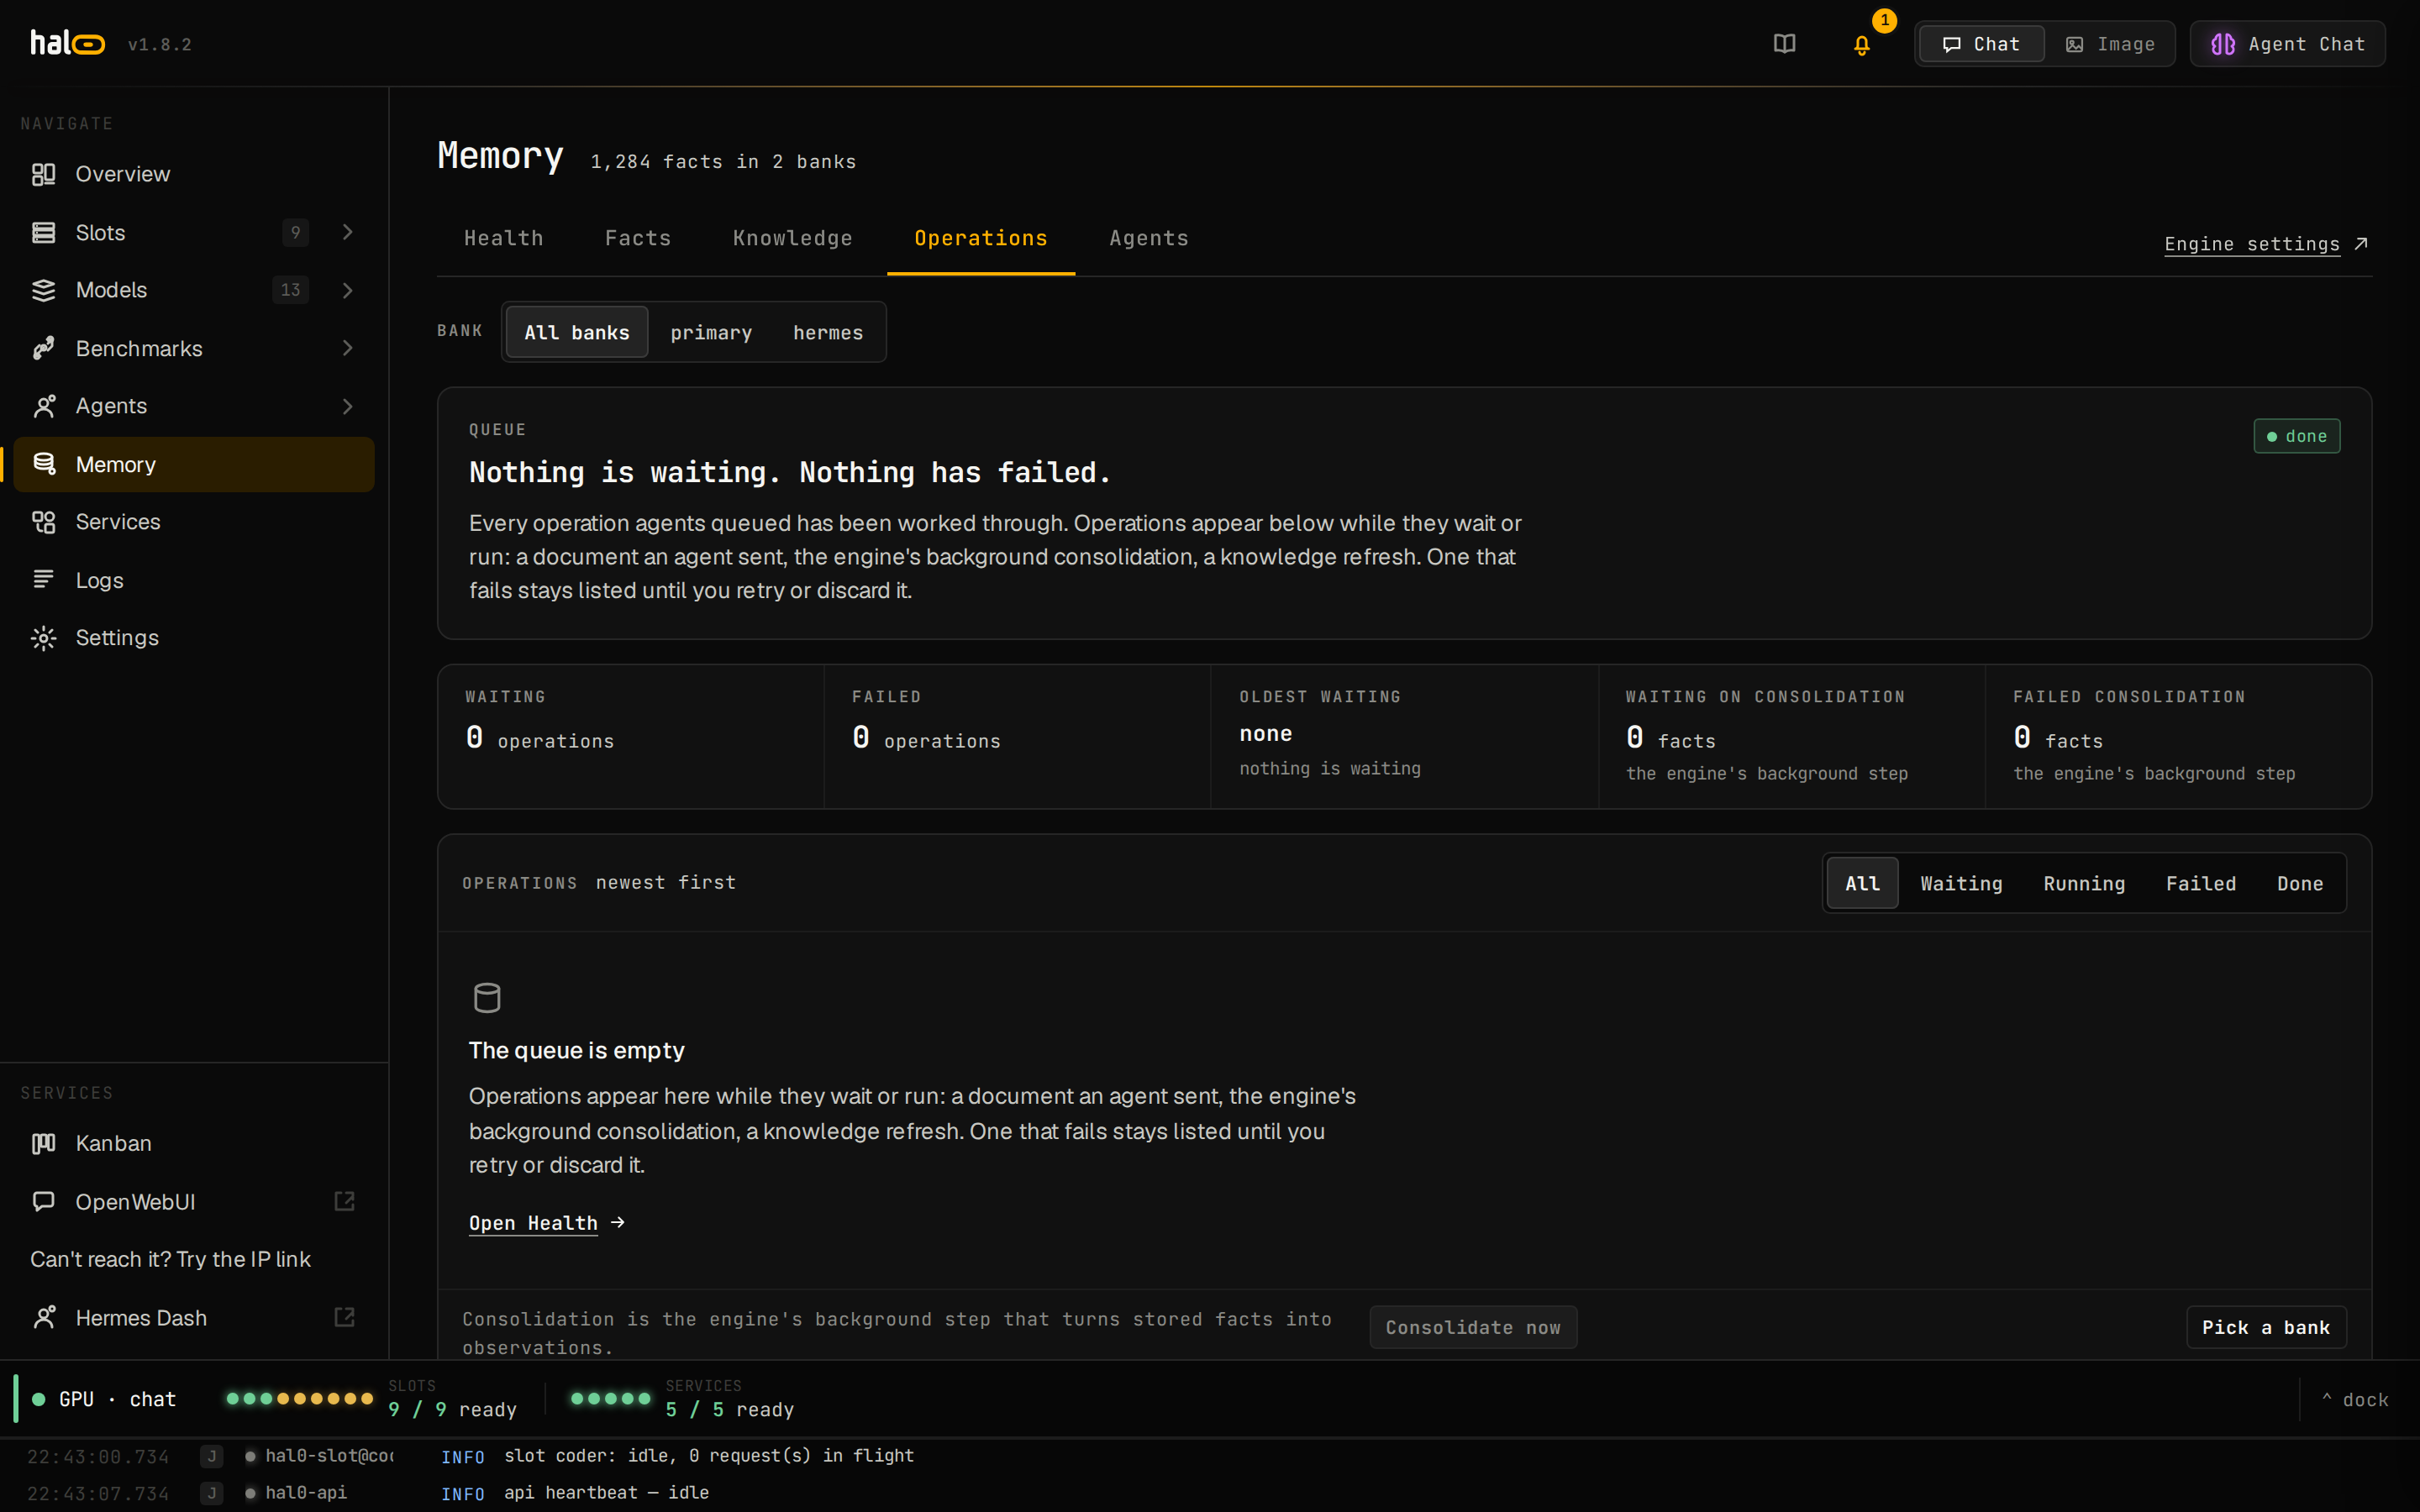 halo v1.8.2
1
Chat Image Agent Chat
NAVIGATE
Overview
Slots 9
Models 13
Benchmarks
Agents
Memory
Services
Logs
Settings
SERVICES
Kanban
OpenWebUI
Can't reach it? Try the IP link
Hermes Dash
Memory 1,284 facts in 2 banks
Health Facts Knowledge Operations Agents Engine settings ↗
BANK All banks primary hermes
QUEUE done
Nothing is waiting. Nothing has failed.
Every operation agents queued has been worked through. Operations appear below while they wait or
run: a document an agent sent, the engine's background consolidation, a knowledge refresh. One that
fails stays listed until you retry or discard it.
WAITING
0 operations
FAILED
0 operations
OLDEST WAITING
none
nothing is waiting
WAITING ON CONSOLIDATION
0 facts
the engine's background step
FAILED CONSOLIDATION
0 facts
the engine's background step
OPERATIONS newest first All Waiting Running Failed Done
The queue is empty
Operations appear here while they wait or run: a document an agent sent, the engine's
background consolidation, a knowledge refresh. One that fails stays listed until you
retry or discard it.
Open Health →
Consolidation is the engine's background step that turns stored facts into
observations.
Consolidate now Pick a bank
GPU · chat
SLOTS
9 / 9 ready
SERVICES
5 / 5 ready
^ dock
22:43:00.734 J hal0-slot@co INFO slot coder: idle, 0 request(s) in flight
22:43:07.734 J hal0-api INFO api heartbeat — idle